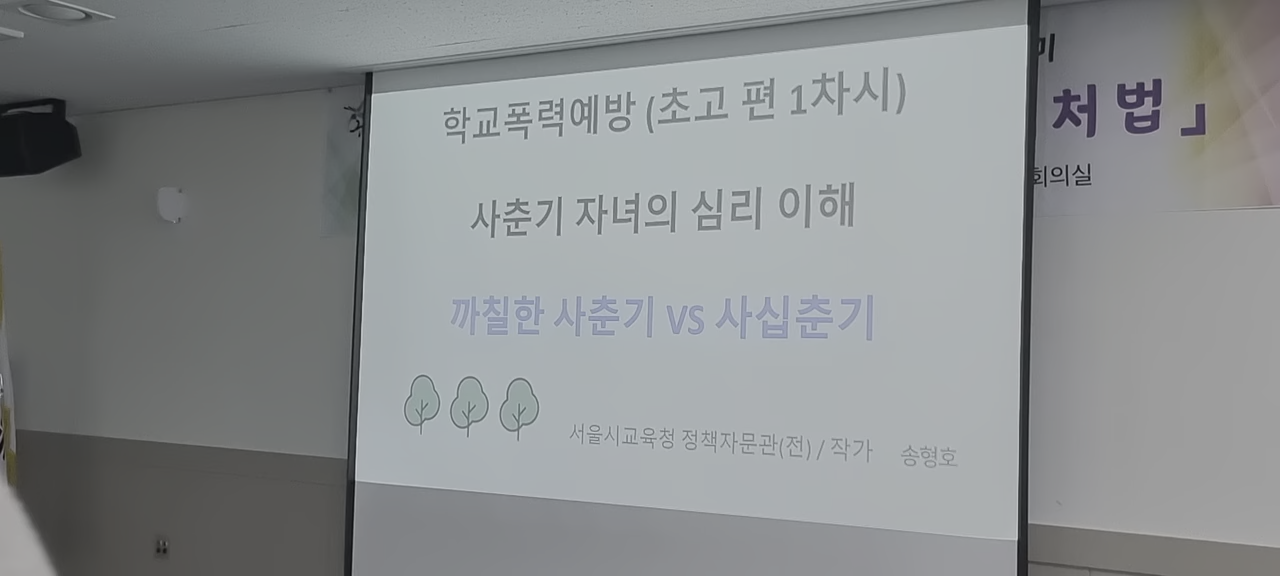 학교폭력예방 (초고 편 1차시)
사춘기 자녀의 심리 이해
까칠한 사춘기 vs 사십춘기
서울시교육청 정책자문관(전) / 작가 송형호
처법」
회의실